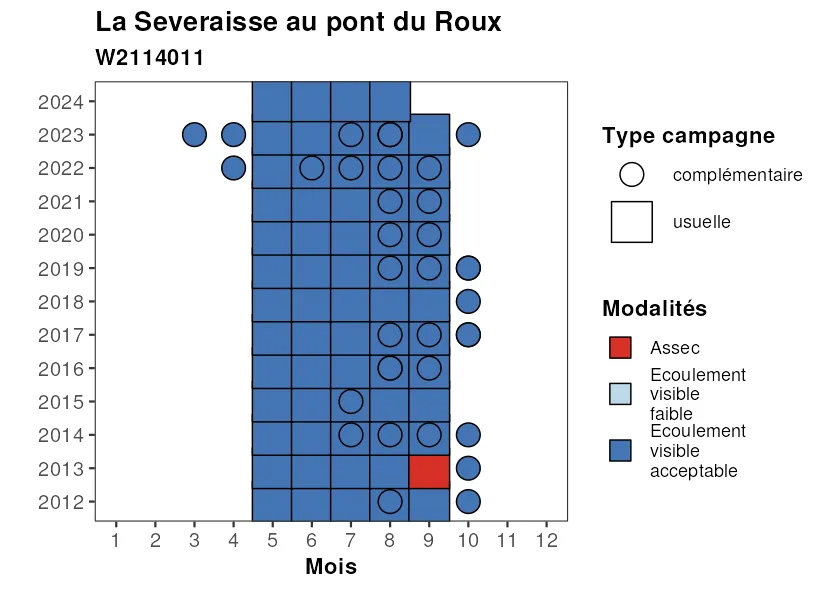 La Severaisse au pont du Roux
W2114011
2024
2023
2022
2021
2020
2019
2018
2017
2016
2015
2014
2013
2012
1 2 3 4 5 6 7 8 9 10 11 12
Mois
Type campagne
complémentaire
usuelle
Modalités
Assec
Ecoulement
visible
faible
Ecoulement
visible
acceptable